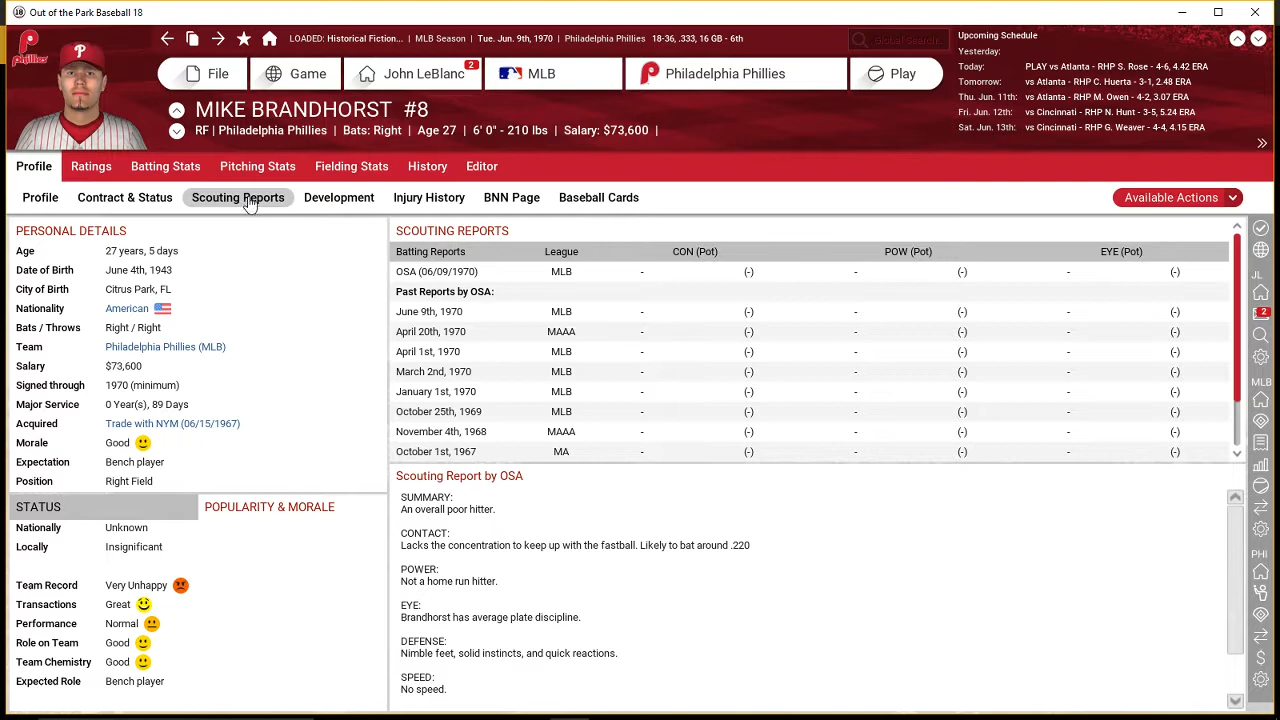 Out of the Park Baseball 18
Phillies
LOADED: Historical Fiction... | MLB Season | Tue. Jun. 9th, 1970 | Philadelphia Phillies 18-36, .333, 16 GB - 6th
Global Search...
File
Game
John LeBlanc
2
MLB
Philadelphia Phillies
Play
Upcoming Schedule
Yesterday:
Today: PLAY vs Atlanta - RHP S. Rose - 4-6, 4.42 ERA
Tomorrow: vs Atlanta - RHP C. Huerta - 3-1, 2.48 ERA
Thu. Jun. 11th: vs Atlanta - RHP M. Owen - 4-2, 3.07 ERA
Fri. Jun. 12th: vs Cincinnati - RHP N. Hunt - 3-5, 5.24 ERA
Sat. Jun. 13th: vs Cincinnati - RHP G. Weaver - 4-4, 4.15 ERA
MIKE BRANDHORST #8
RF | Philadelphia Phillies | Bats: Right | Age 27 | 6' 0" - 210 lbs | Salary: $73,600 |
Profile Ratings Batting Stats Pitching Stats Fielding Stats History Editor
Profile Contract & Status Scouting Reports Development Injury History BNN Page Baseball Cards
Available Actions
PERSONAL DETAILS
Age 27 years, 5 days
Date of Birth June 4th, 1943
City of Birth Citrus Park, FL
Nationality American
Bats / Throws Right / Right
Team Philadelphia Phillies (MLB)
Salary $73,600
Signed through 1970 (minimum)
Major Service 0 Year(s), 89 Days
Acquired Trade with NYM (06/15/1967)
Morale Good
Expectation Bench player
Position Right Field
STATUS POPULARITY & MORALE
Nationally Unknown
Locally Insignificant
Team Record Very Unhappy
Transactions Great
Performance Normal
Role on Team Good
Team Chemistry Good
Expected Role Bench player
SCOUTING REPORTS
Batting Reports League CON (Pot) POW (Pot) EYE (Pot)
OSA (06/09/1970) MLB - (-) - (-) - (-)
Past Reports by OSA:
June 9th, 1970 MLB - (-) - (-) - (-)
April 20th, 1970 MAAA - (-) - (-) - (-)
April 1st, 1970 MLB - (-) - (-) - (-)
March 2nd, 1970 MLB - (-) - (-) - (-)
January 1st, 1970 MLB - (-) - (-) - (-)
October 25th, 1969 MLB - (-) - (-) - (-)
November 4th, 1968 MAAA - (-) - (-) - (-)
October 1st, 1967 MA - (-) - (-) - (-)
Scouting Report by OSA
SUMMARY:
An overall poor hitter.
CONTACT:
Lacks the concentration to keep up with the fastball. Likely to bat around .220
POWER:
Not a home run hitter.
EYE:
Brandhorst has average plate discipline.
DEFENSE:
Nimble feet, solid instincts, and quick reactions.
SPEED:
No speed.
JL
2
MLB
PHI